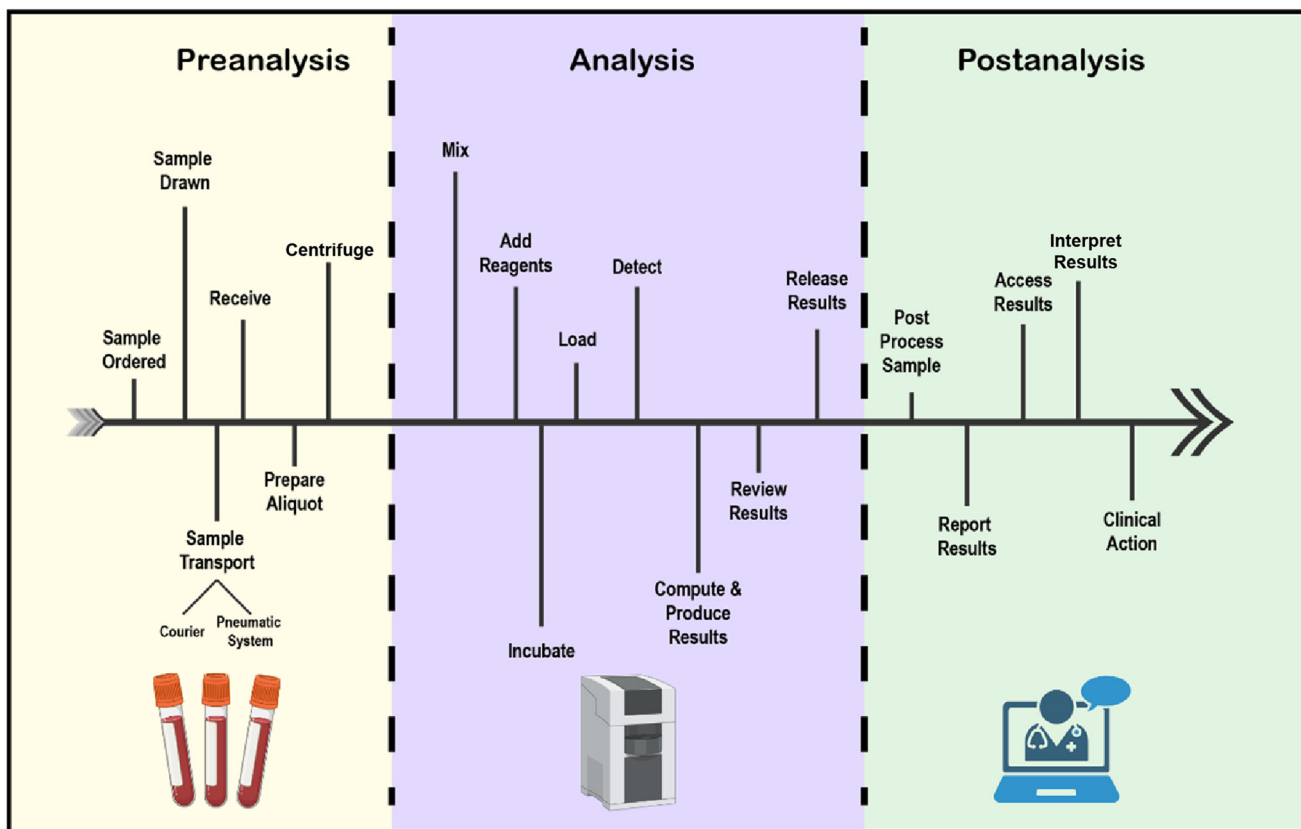 Preanalysis
Analysis
Postanalysis
Sample
Ordered
Sample
Drawn
Sample
Transport
Courier
Pneumatic
System
Receive
Prepare
Aliquot
Centrifuge
Mix
Add
Reagents
Incubate
Load
Detect
Compute &
Produce
Results
Review
Results
Release
Results
Post
Process
Sample
Report
Results
Access
Results
Interpret
Results
Clinical
Action